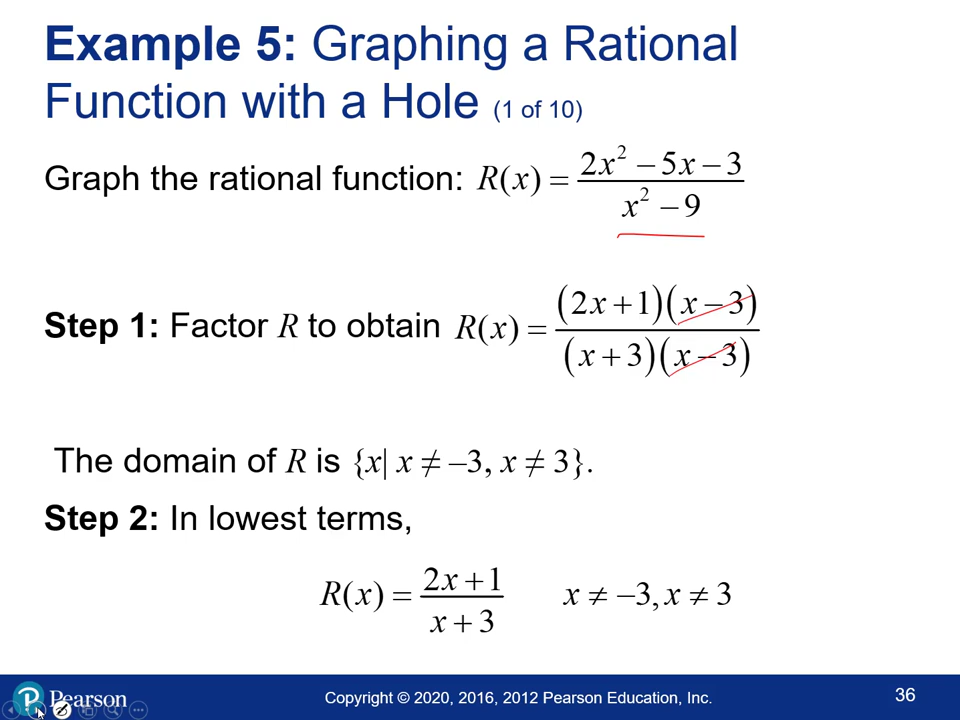 Example 5: Graphing a Rational
Function with a Hole (1 of 10)
Graph the rational function: R(x) = (2x² − 5x − 3)/(x² − 9)
Step 1: Factor R to obtain R(x) = ((2x + 1)(x − 3))/((x + 3)(x − 3))
The domain of R is {x| x ≠ –3, x ≠ 3}.
Step 2: In lowest terms,
R(x) = (2x + 1)/(x + 3) x ≠ −3, x ≠ 3
Pearson Copyright © 2020, 2016, 2012 Pearson Education, Inc. 36